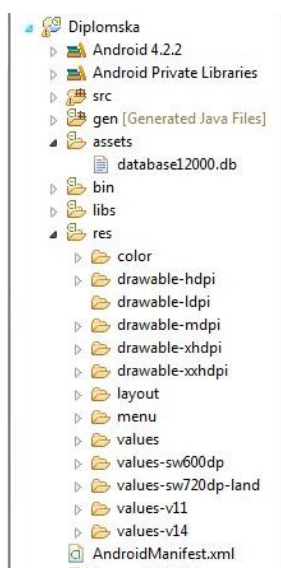 Diplomska
Android 4.2.2
Android Private Libraries
src
gen [Generated Java Files]
assets
database12000.db
bin
libs
res
color
drawable-hdpi
drawable-ldpi
drawable-mdpi
drawable-xhdpi
drawable-xxhdpi
layout
menu
values
values-sw600dp
values-sw720dp-land
values-v11
values-v14
AndroidManifest.xml